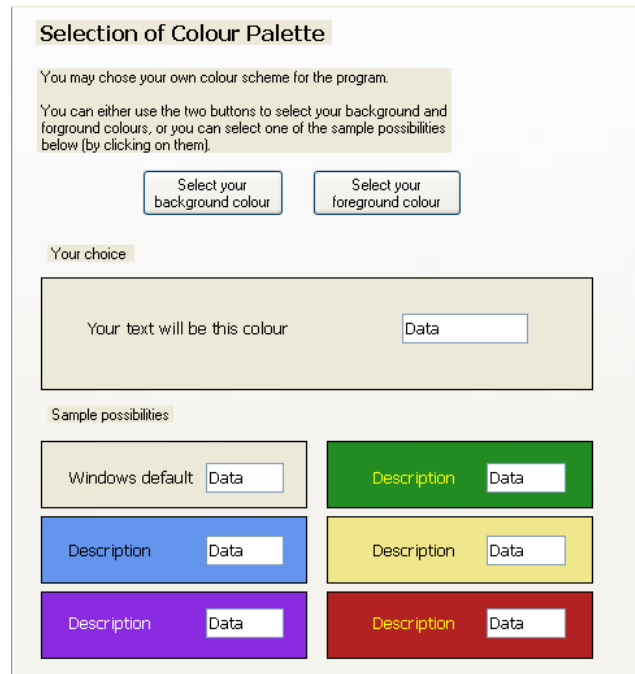 Selection of Colour Palette
You may chose your own colour scheme for the program.
You can either use the two buttons to select your background and
forground colours, or you can select one of the sample possibilities
below (by clicking on them).
Select your
background colour
Select your
foreground colour
Your choice
Your text will be this colour Data
Sample possibilities
Windows default Data
Description Data
Description Data
Description Data
Description Data
Description Data